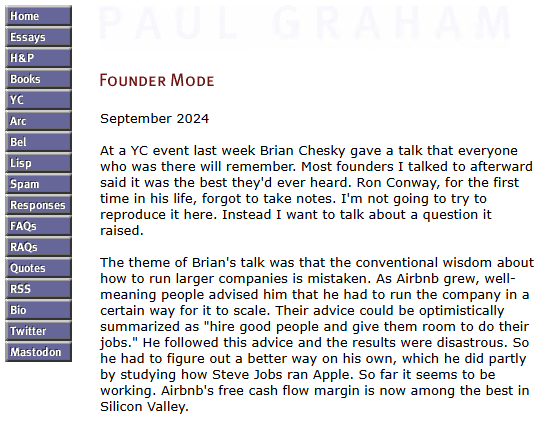 PAUL GRAHAM
Home
Essays
H&P
Books
YC
Arc
Bel
Lisp
Spam
Responses
FAQs
RAQs
Quotes
RSS
Bio
Twitter
Mastodon
FOUNDER MODE
September 2024
At a YC event last week Brian Chesky gave a talk that everyone
who was there will remember. Most founders I talked to afterward
said it was the best they'd ever heard. Ron Conway, for the first
time in his life, forgot to take notes. I'm not going to try to
reproduce it here. Instead I want to talk about a question it
raised.
The theme of Brian's talk was that the conventional wisdom about
how to run larger companies is mistaken. As Airbnb grew, well-
meaning people advised him that he had to run the company in a
certain way for it to scale. Their advice could be optimistically
summarized as "hire good people and give them room to do their
jobs." He followed this advice and the results were disastrous. So
he had to figure out a better way on his own, which he did partly
by studying how Steve Jobs ran Apple. So far it seems to be
working. Airbnb's free cash flow margin is now among the best in
Silicon Valley.